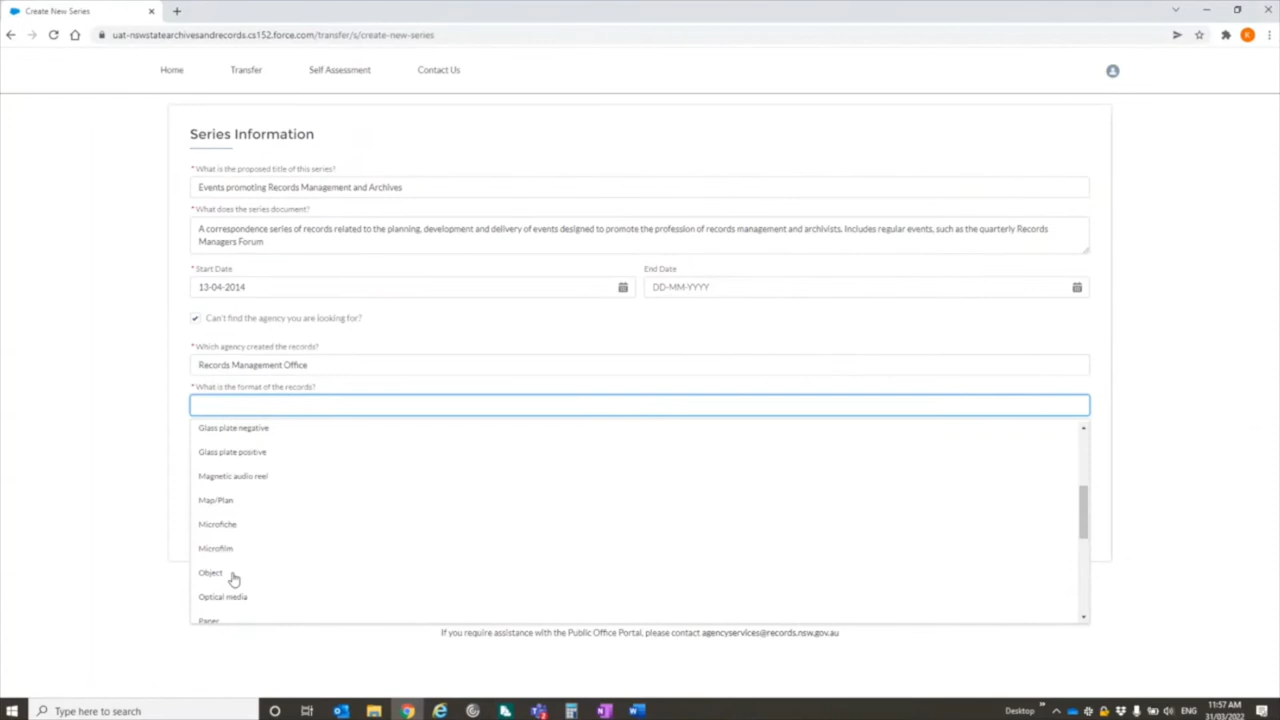 Create New Series
uat-nswstatearchivesandrecords.cs152.force.com/transfer/s/create-new-series
K
Home Transfer Self Assessment Contact Us
Series Information
* What is the proposed title of this series?
Events promoting Records Management and Archives
* What does the series document?
A correspondence series of records related to the planning, development and delivery of events designed to promote the profession of records management and archivists. Includes regular events, such as the quarterly Records
Managers Forum
* Start Date End Date
13-04-2014 DD-MM-YYYY
Can't find the agency you are looking for?
* Which agency created the records?
Records Management Office
* What is the format of the records?
Glass plate negative
Glass plate positive
Magnetic audio reel
Map/Plan
Microfiche
Microfilm
Object
Optical media
Paper
If you require assistance with the Public Office Portal, please contact agencyservices@records.nsw.gov.au
Type here to search
Desktop
11:57 AM
31/03/2022